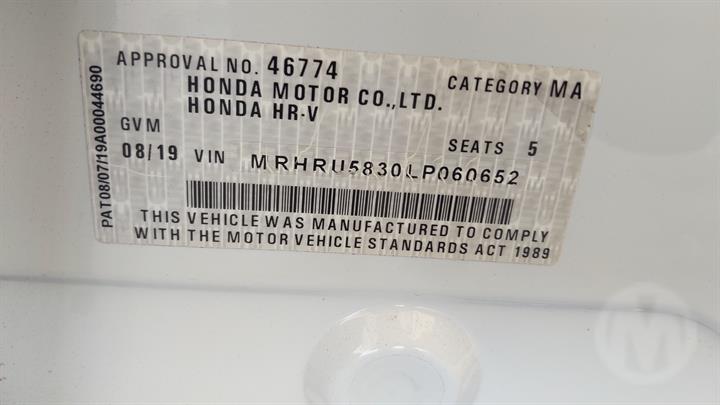 APPROVAL NO. 46774
CATEGORY MA
HONDA MOTOR CO.,LTD.
HONDA HR-V
GVM
SEATS 5
08/19 VIN MRHRU5830LP060652
THIS VEHICLE WAS MANUFACTURED TO COMPLY
WITH THE MOTOR VEHICLE STANDARDS ACT 1989
PAT08/07/19A00044690
M